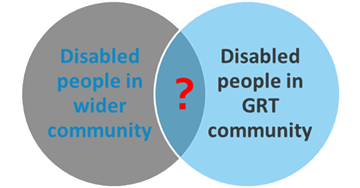 Disabled
people in
wider
community
?
Disabled
people in
GRT
community